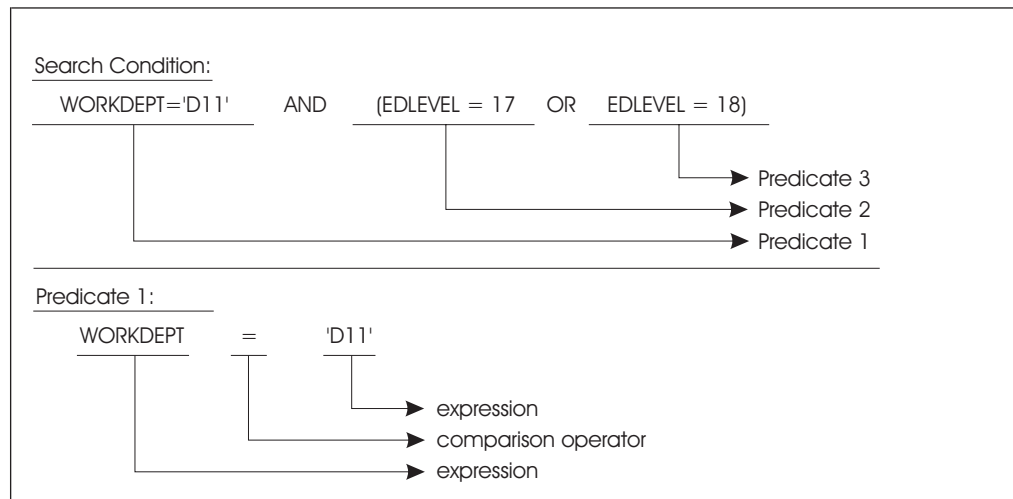 Search Condition:
WORKDEPT='D11' AND (EDLEVEL = 17 OR EDLEVEL = 18)
Predicate 3
Predicate 2
Predicate 1
Predicate 1:
WORKDEPT = 'D11'
expression
comparison operator
expression